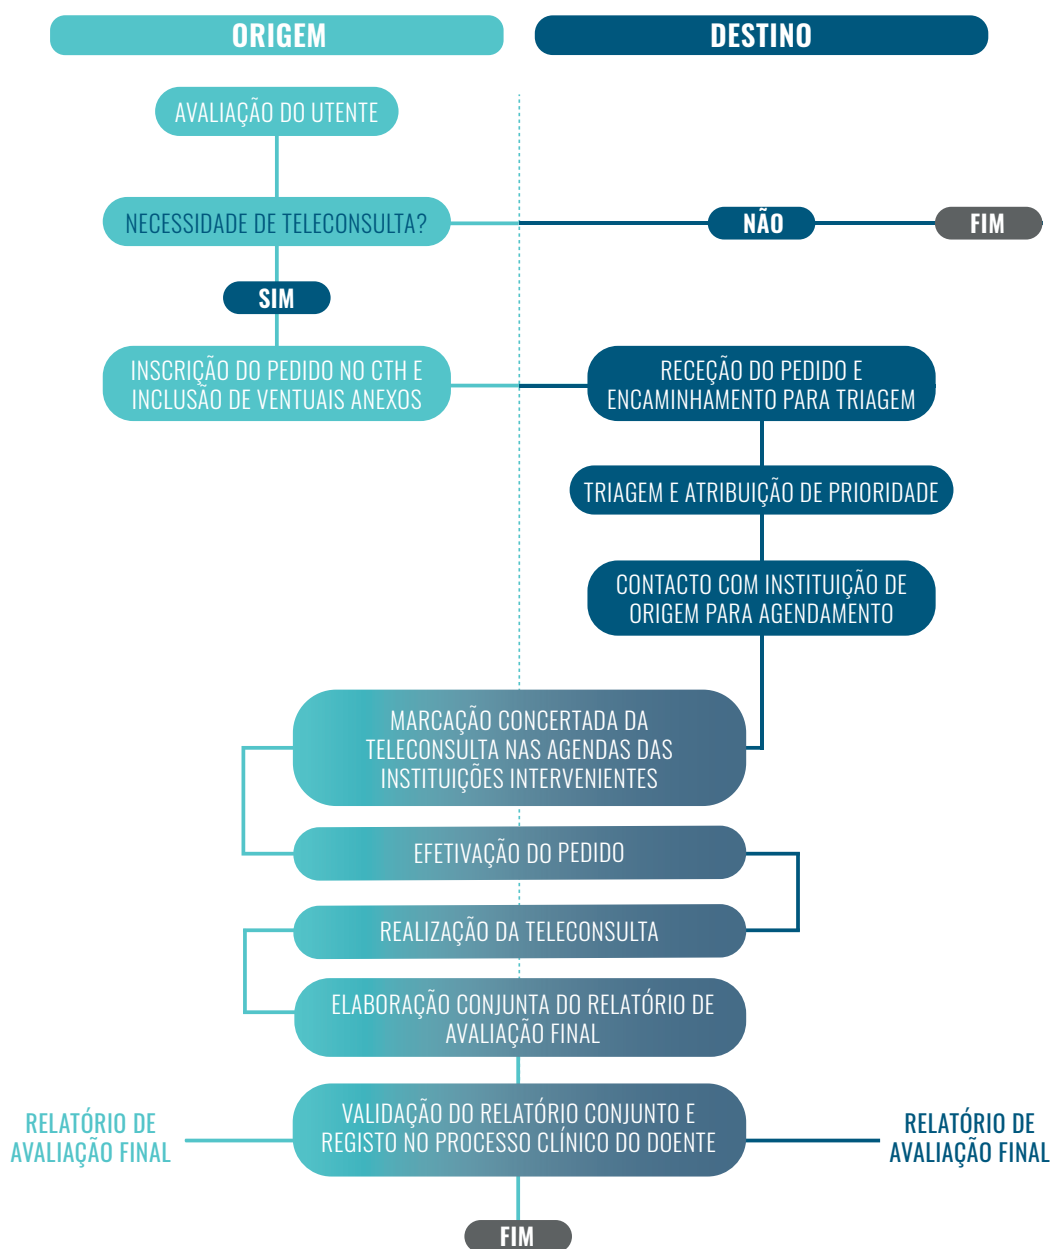 ORIGEM
DESTINO
AVALIAÇÃO DO UTENTE
NECESSIDADE DE TELECONSULTA?
NÃO
FIM
SIM
INSCRIÇÃO DO PEDIDO NO CTH E
INCLUSÃO DE VENTUAIS ANEXOS
RECEÇÃO DO PEDIDO E
ENCAMINHAMENTO PARA TRIAGEM
TRIAGEM E ATRIBUIÇÃO DE PRIORIDADE
CONTACTO COM INSTITUIÇÃO DE
ORIGEM PARA AGENDAMENTO
MARCAÇÃO CONCERTADA DA
TELECONSULTA NAS AGENDAS DAS
INSTITUIÇÕES INTERVENIENTES
EFETIVAÇÃO DO PEDIDO
REALIZAÇÃO DA TELECONSULTA
ELABORAÇÃO CONJUNTA DO RELATÓRIO DE
AVALIAÇÃO FINAL
RELATÓRIO DE
AVALIAÇÃO FINAL
VALIDAÇÃO DO RELATÓRIO CONJUNTO E
REGISTO NO PROCESSO CLÍNICO DO DOENTE
RELATÓRIO DE
AVALIAÇÃO FINAL
FIM